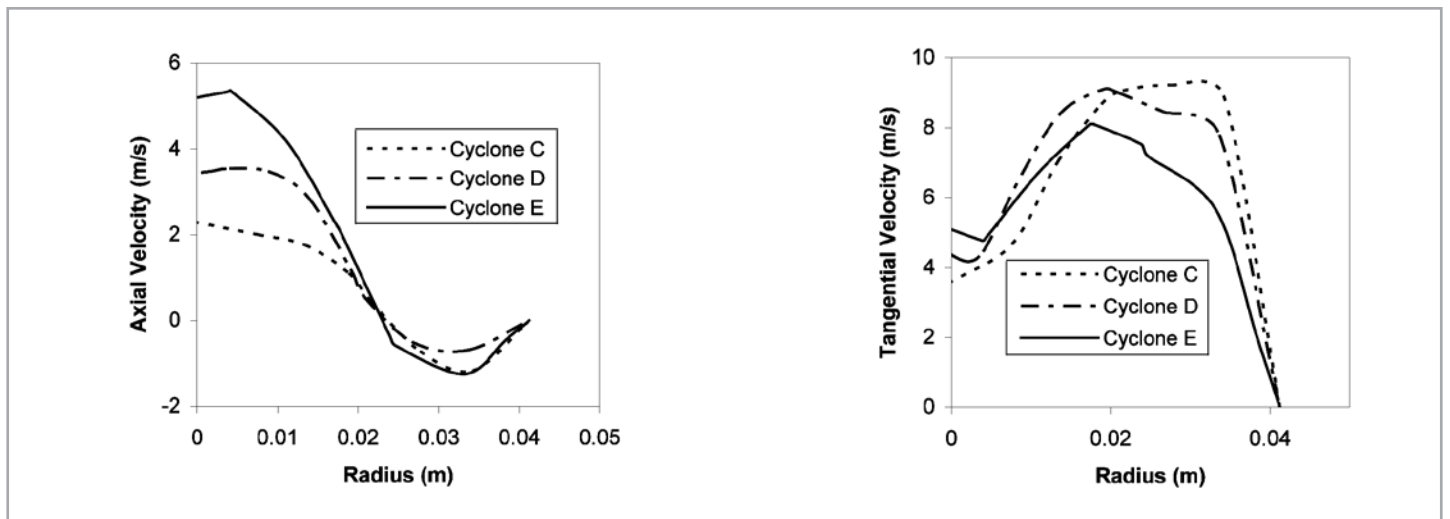 6
4
2
0
-2
Axial Velocity (m/s)
Cyclone C
Cyclone D
Cyclone E
0 0.01 0.02 0.03 0.04 0.05
Radius (m)
10
8
6
4
2
0
Tangential Velocity (m/s)
Cyclone C
Cyclone D
Cyclone E
0 0.02 0.04
Radius (m)